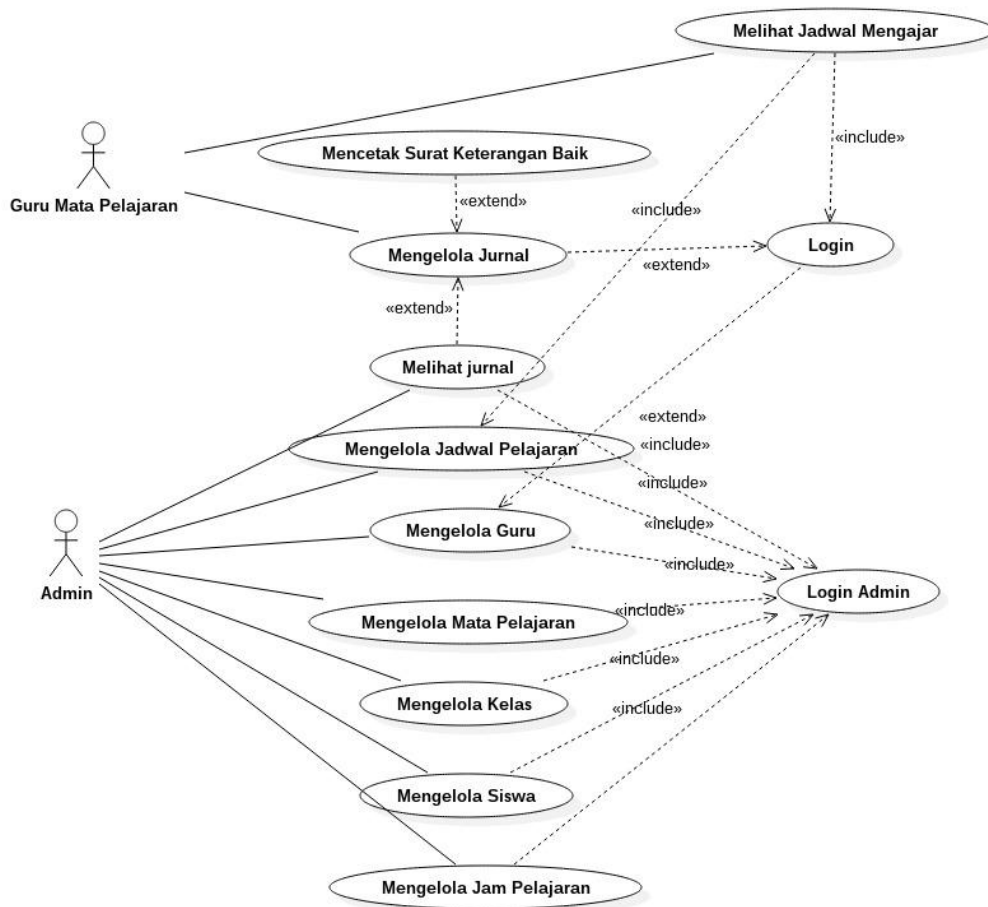 Melihat Jadwal Mengajar
«include»
Mencetak Surat Keterangan Baik
Guru Mata Pelajaran
«extend»
«include»
Mengelola Jurnal
Login
«extend»
«extend»
Melihat jurnal
«extend»
«include»
Mengelola Jadwal Pelajaran
«include»
Mengelola Guru
«include»
«include»
Admin
Login Admin
«include»
Mengelola Mata Pelajaran
«include»
Mengelola Kelas
«include»
Mengelola Siswa
Mengelola Jam Pelajaran